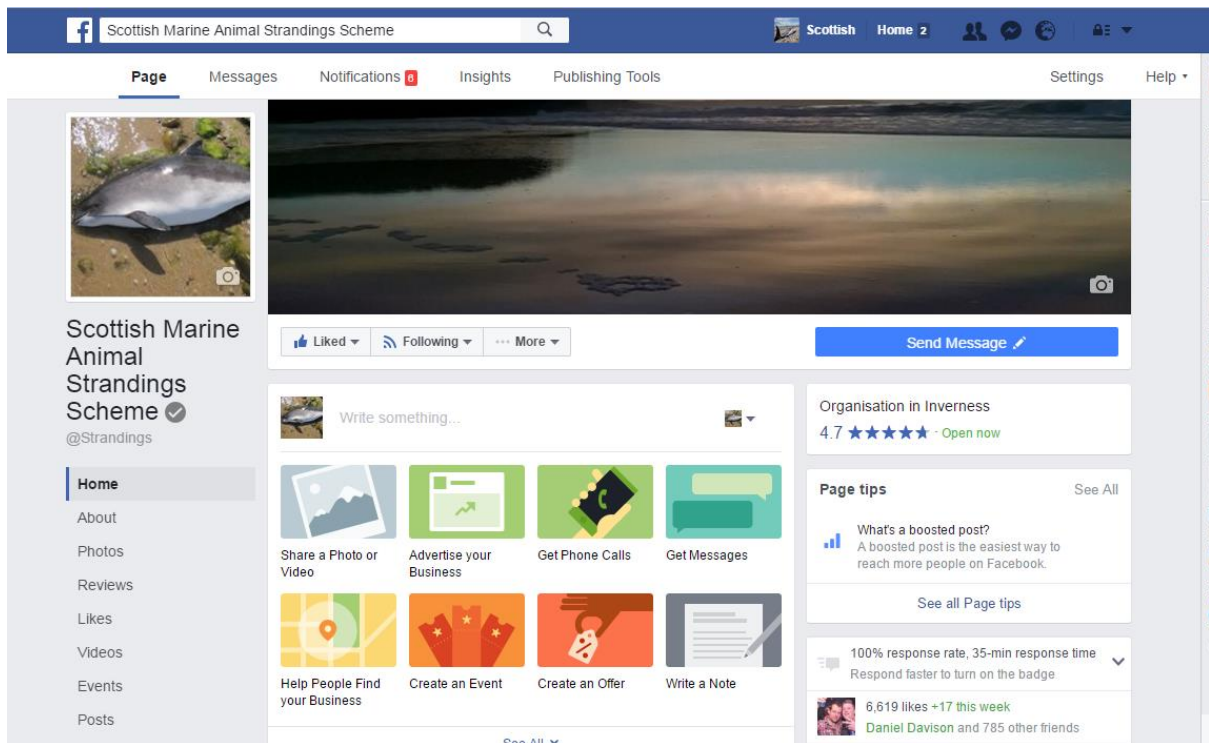 f Scottish Marine Animal Strandings Scheme
Scottish Home 2
Page Messages Notifications 6 Insights Publishing Tools Settings Help
Scottish Marine
Animal
Strandings
Scheme
@Strandings
Home
About
Photos
Reviews
Likes
Videos
Events
Posts
Liked Following More
Send Message
Write something...
Share a Photo or
Video
Advertise your
Business
Get Phone Calls
Get Messages
Help People Find
your Business
Create an Event
Create an Offer
Write a Note
See All
Organisation in Inverness
4.7 ★★★★★ · Open now
Page tips See All
What's a boosted post?
A boosted post is the easiest way to
reach more people on Facebook.
See all Page tips
100% response rate, 35-min response time
Respond faster to turn on the badge
6,619 likes +17 this week
Daniel Davison and 785 other friends